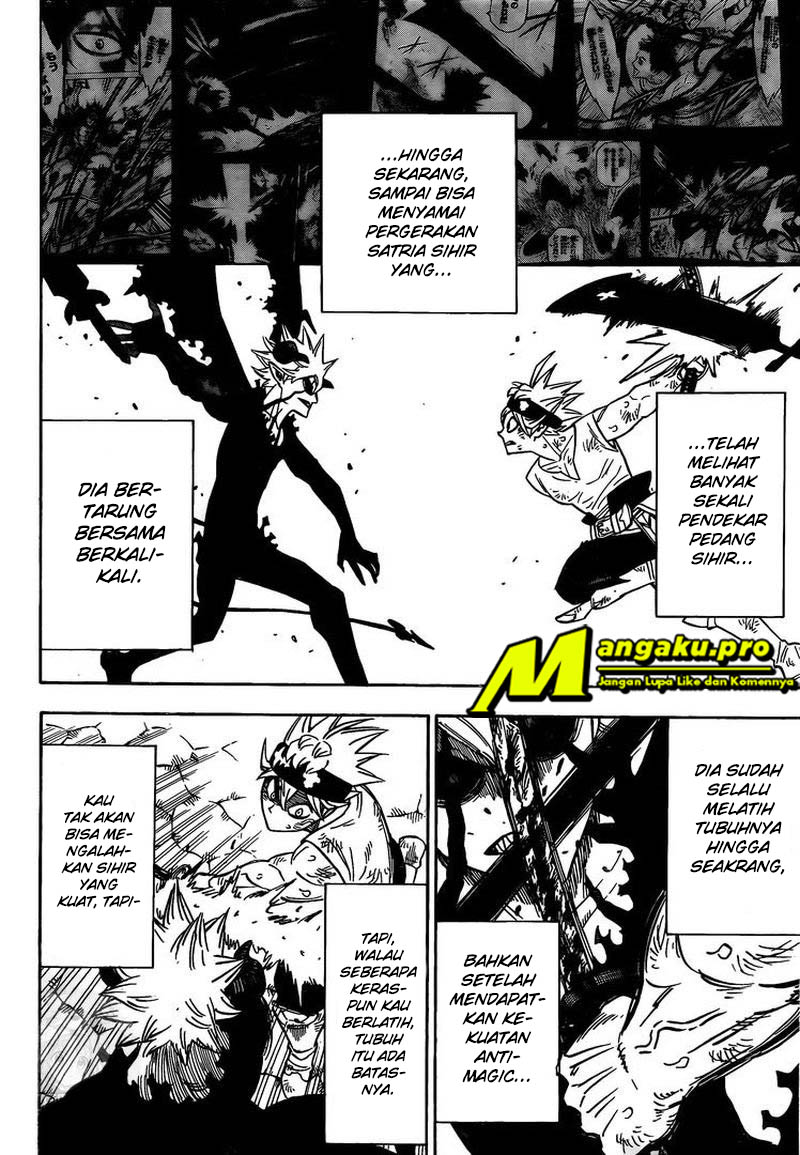 ...HINGGA
SEKARANG,
SAMPAI BISA
MENYAMAI
PERGERAKAN
SATRIA SIHIR
YANG...
...TELAH
MELIHAT
BANYAK
SEKALI
PENDEKAR
PEDANG
SIHIR...
DIA BER-
TARUNG
BERSAMA
BERKALI-
KALI.
Mangaku.pro
Jangan Lupa Like dan Komennya
DIA SUDAH
SELALU
MELATIH
TUBUHNYA
HINGGA
SEAKRANG,
BAHKAN
SETELAH
MENDAPAT-
KAN KE-
KUATAN
ANTI-
MAGIC...
TAPI,
WALAU
SEBERAPA
KERAS-
PUN KAU
BERLATIH,
TUBUH
ITU ADA
BATAS-
NYA.
KAU
TAK AKAN
BISA ME-
NGALAH-
KAN SIHIR
YANG
KUAT, TAPI-